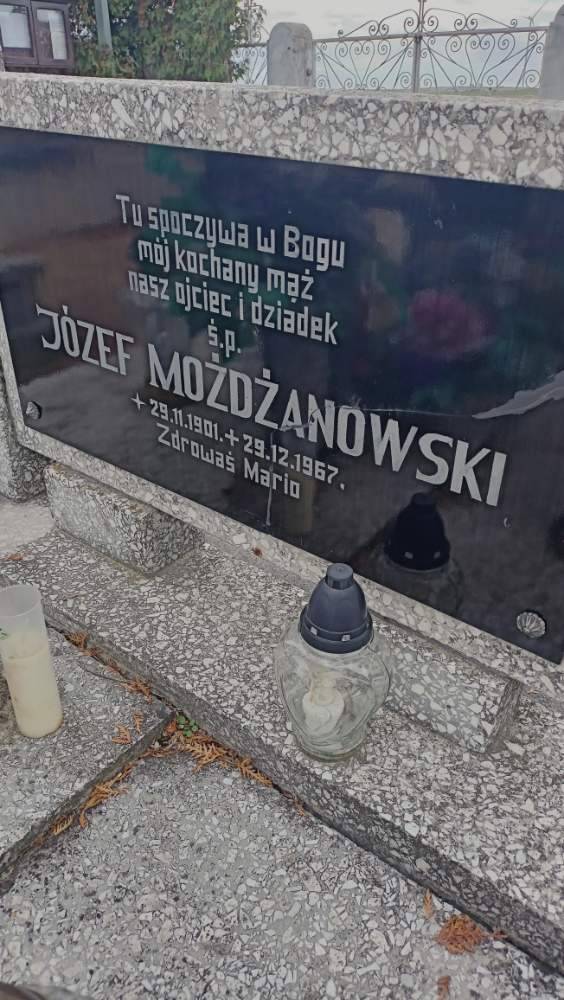 Tu spoczywa w Bogu
mój kochany mąż
nasz ojciec i dziadek
ś.p.
JÓZEF MOŻDŻANOWSKI
+29.11.1901.+29.12.1967.
Zdrowaś Mario